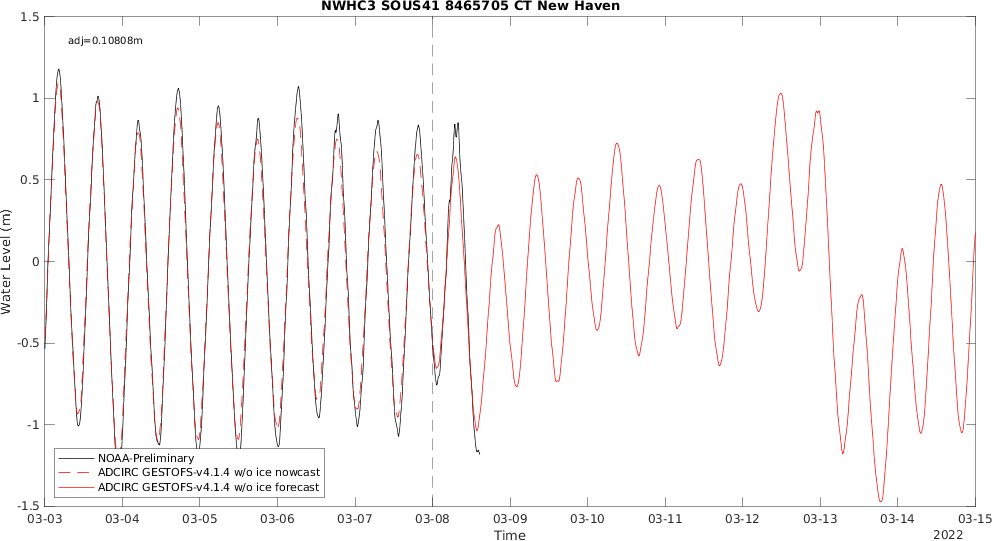 NWHC3 SOUS41 8465705 CT New Haven
adj=0.10808m
1.5
1
0.5
0
-0.5
-1
-1.5
Water Level (m)
NOAA-Preliminary
ADCIRC GESTOFS-v4.1.4 w/o ice nowcast
ADCIRC GESTOFS-v4.1.4 w/o ice forecast
03-03 03-04 03-05 03-06 03-07 03-08 03-09 03-10 03-11 03-12 03-13 03-14 03-15
Time
2022